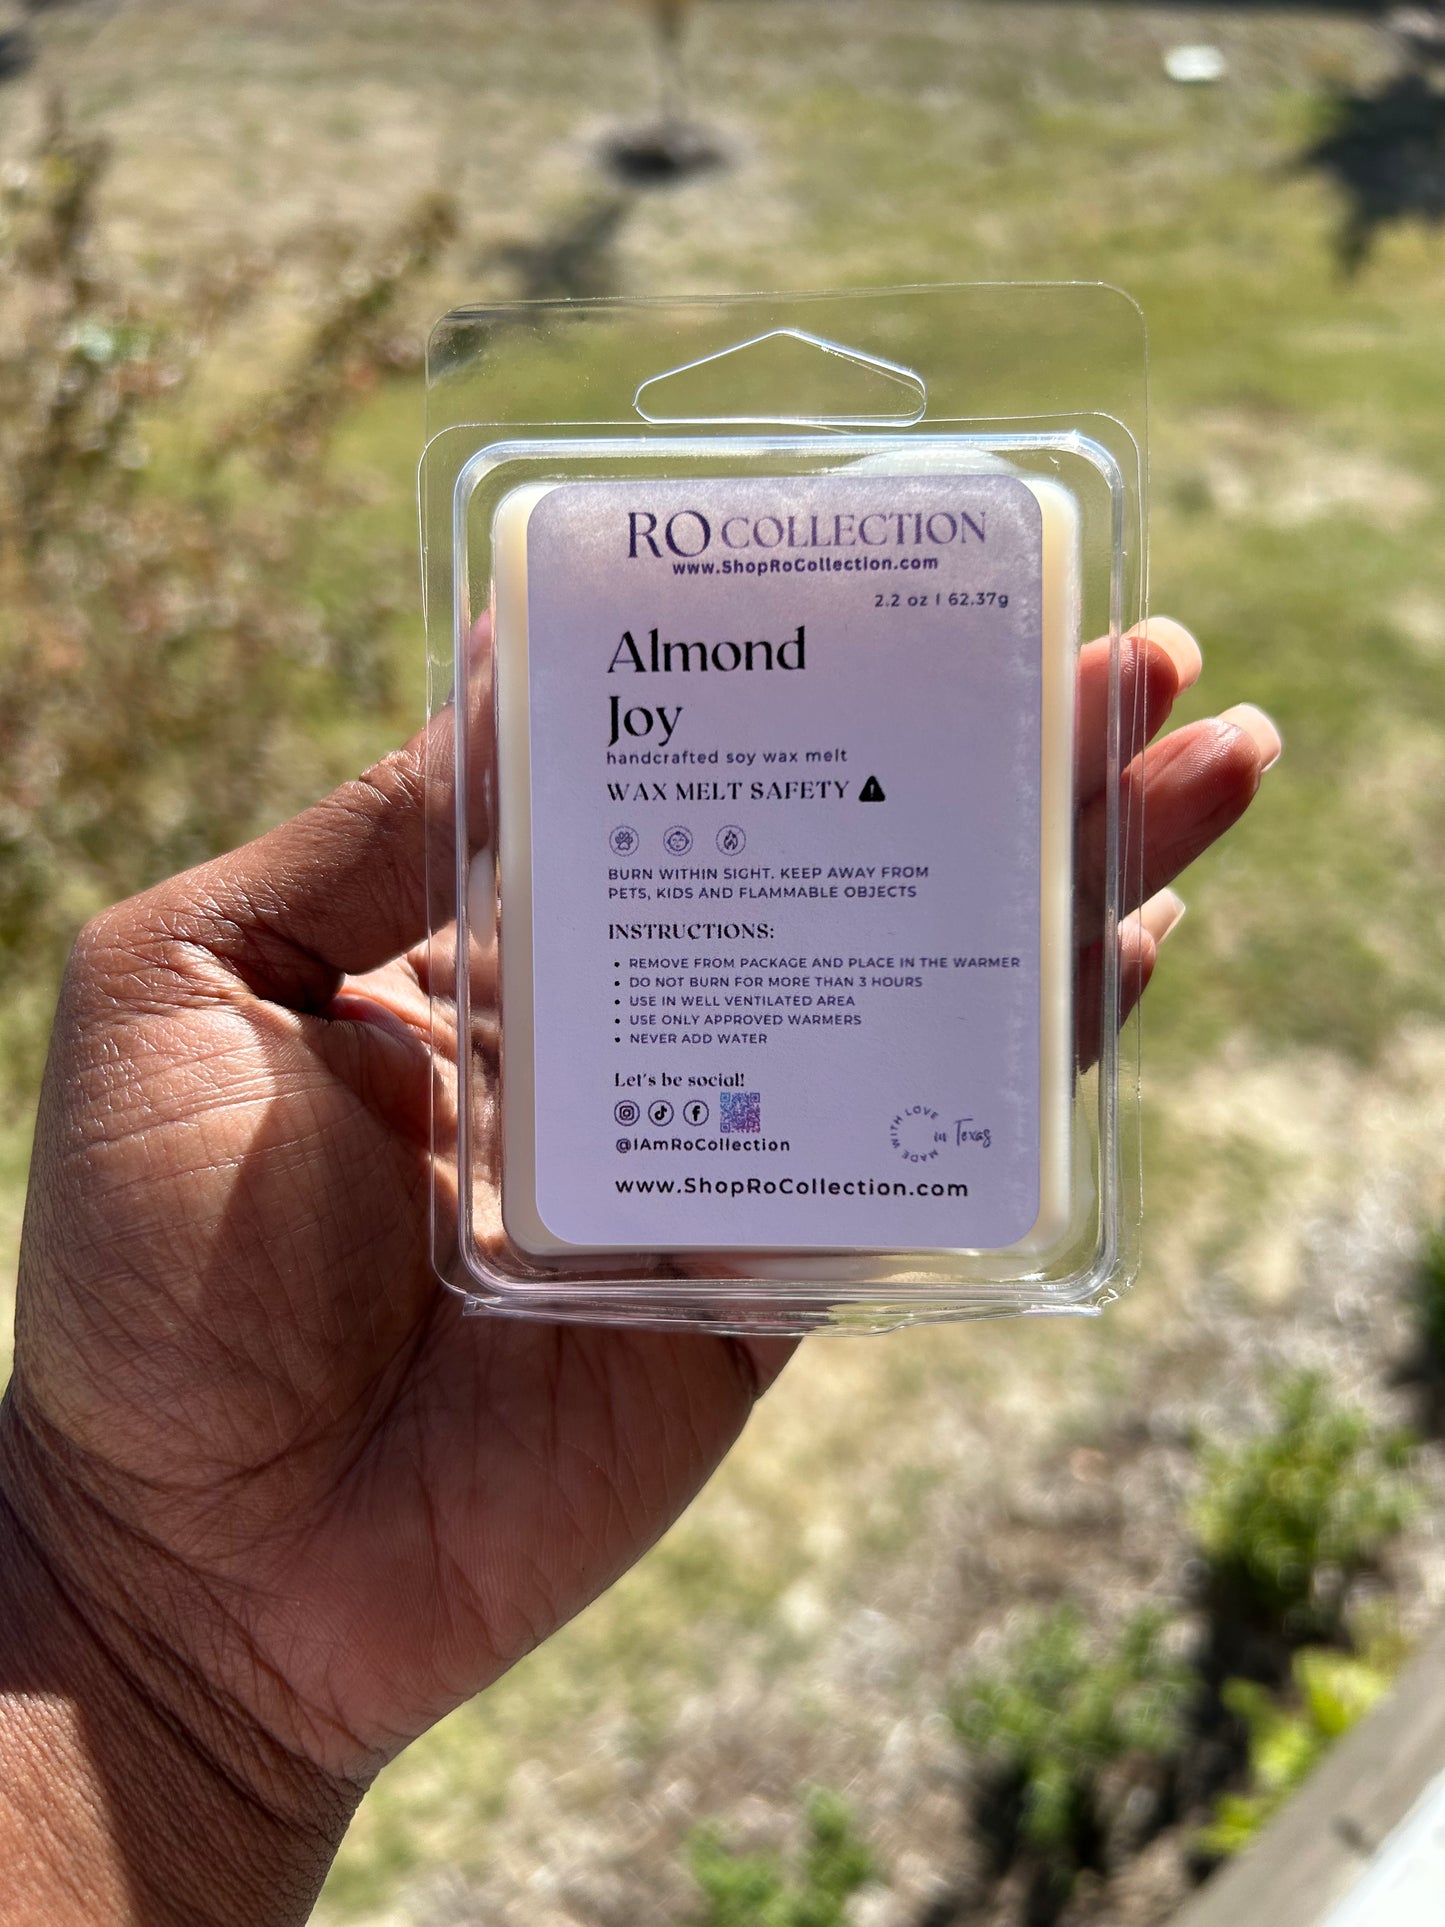 RO COLLECTION
www.ShopRoCollection.com
2.2 oz I 62.37g
Almond
Joy
handcrafted soy wax melt
WAX MELT SAFETY
BURN WITHIN SIGHT. KEEP AWAY FROM
PETS, KIDS AND FLAMMABLE OBJECTS
INSTRUCTIONS:
• REMOVE FROM PACKAGE AND PLACE IN THE WARMER
• DO NOT BURN FOR MORE THAN 3 HOURS
• USE IN WELL VENTILATED AREA
• USE ONLY APPROVED WARMERS
• NEVER ADD WATER
Let's be social!
@IAmRoCollection
MADE WITH LOVE
in Texas
www.ShopRoCollection.com